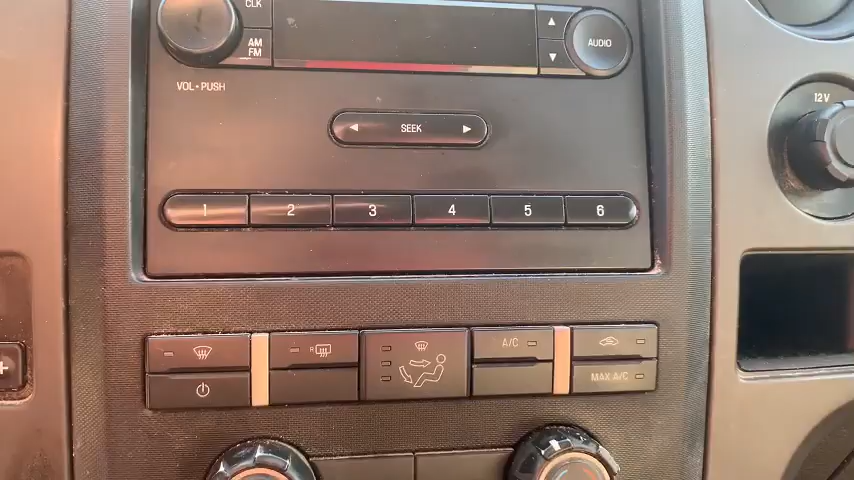 CLK
AM
FM
AUDIO
VOL•PUSH
12V
SEEK
1 2 3 4 5 6
R
A/C
MAX A/C